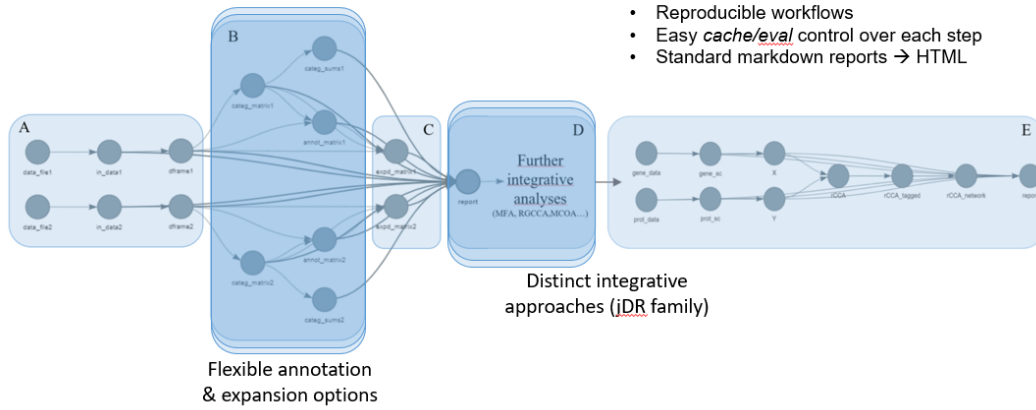 • Reproducible workflows
• Easy cache/eval control over each step
• Standard markdown reports → HTML
A
data_file1
in_data1
dframe1
data_file2
in_data2
dframe2
B
categ_sums1
categ_matrix1
annot_matrix1
annot_matrix2
categ_matrix2
categ_sums2
C
expd_matrix1
expd_matrix2
report
D
Further
integrative
analyses
(MFA, RGCCA,MCOA...)
E
gene_data
gene_sc
X
prot_data
prot_sc
Y
rCCA
rCCA_tagged
rCCA_network
report
Distinct integrative
approaches (jDR family)
Flexible annotation
& expansion options